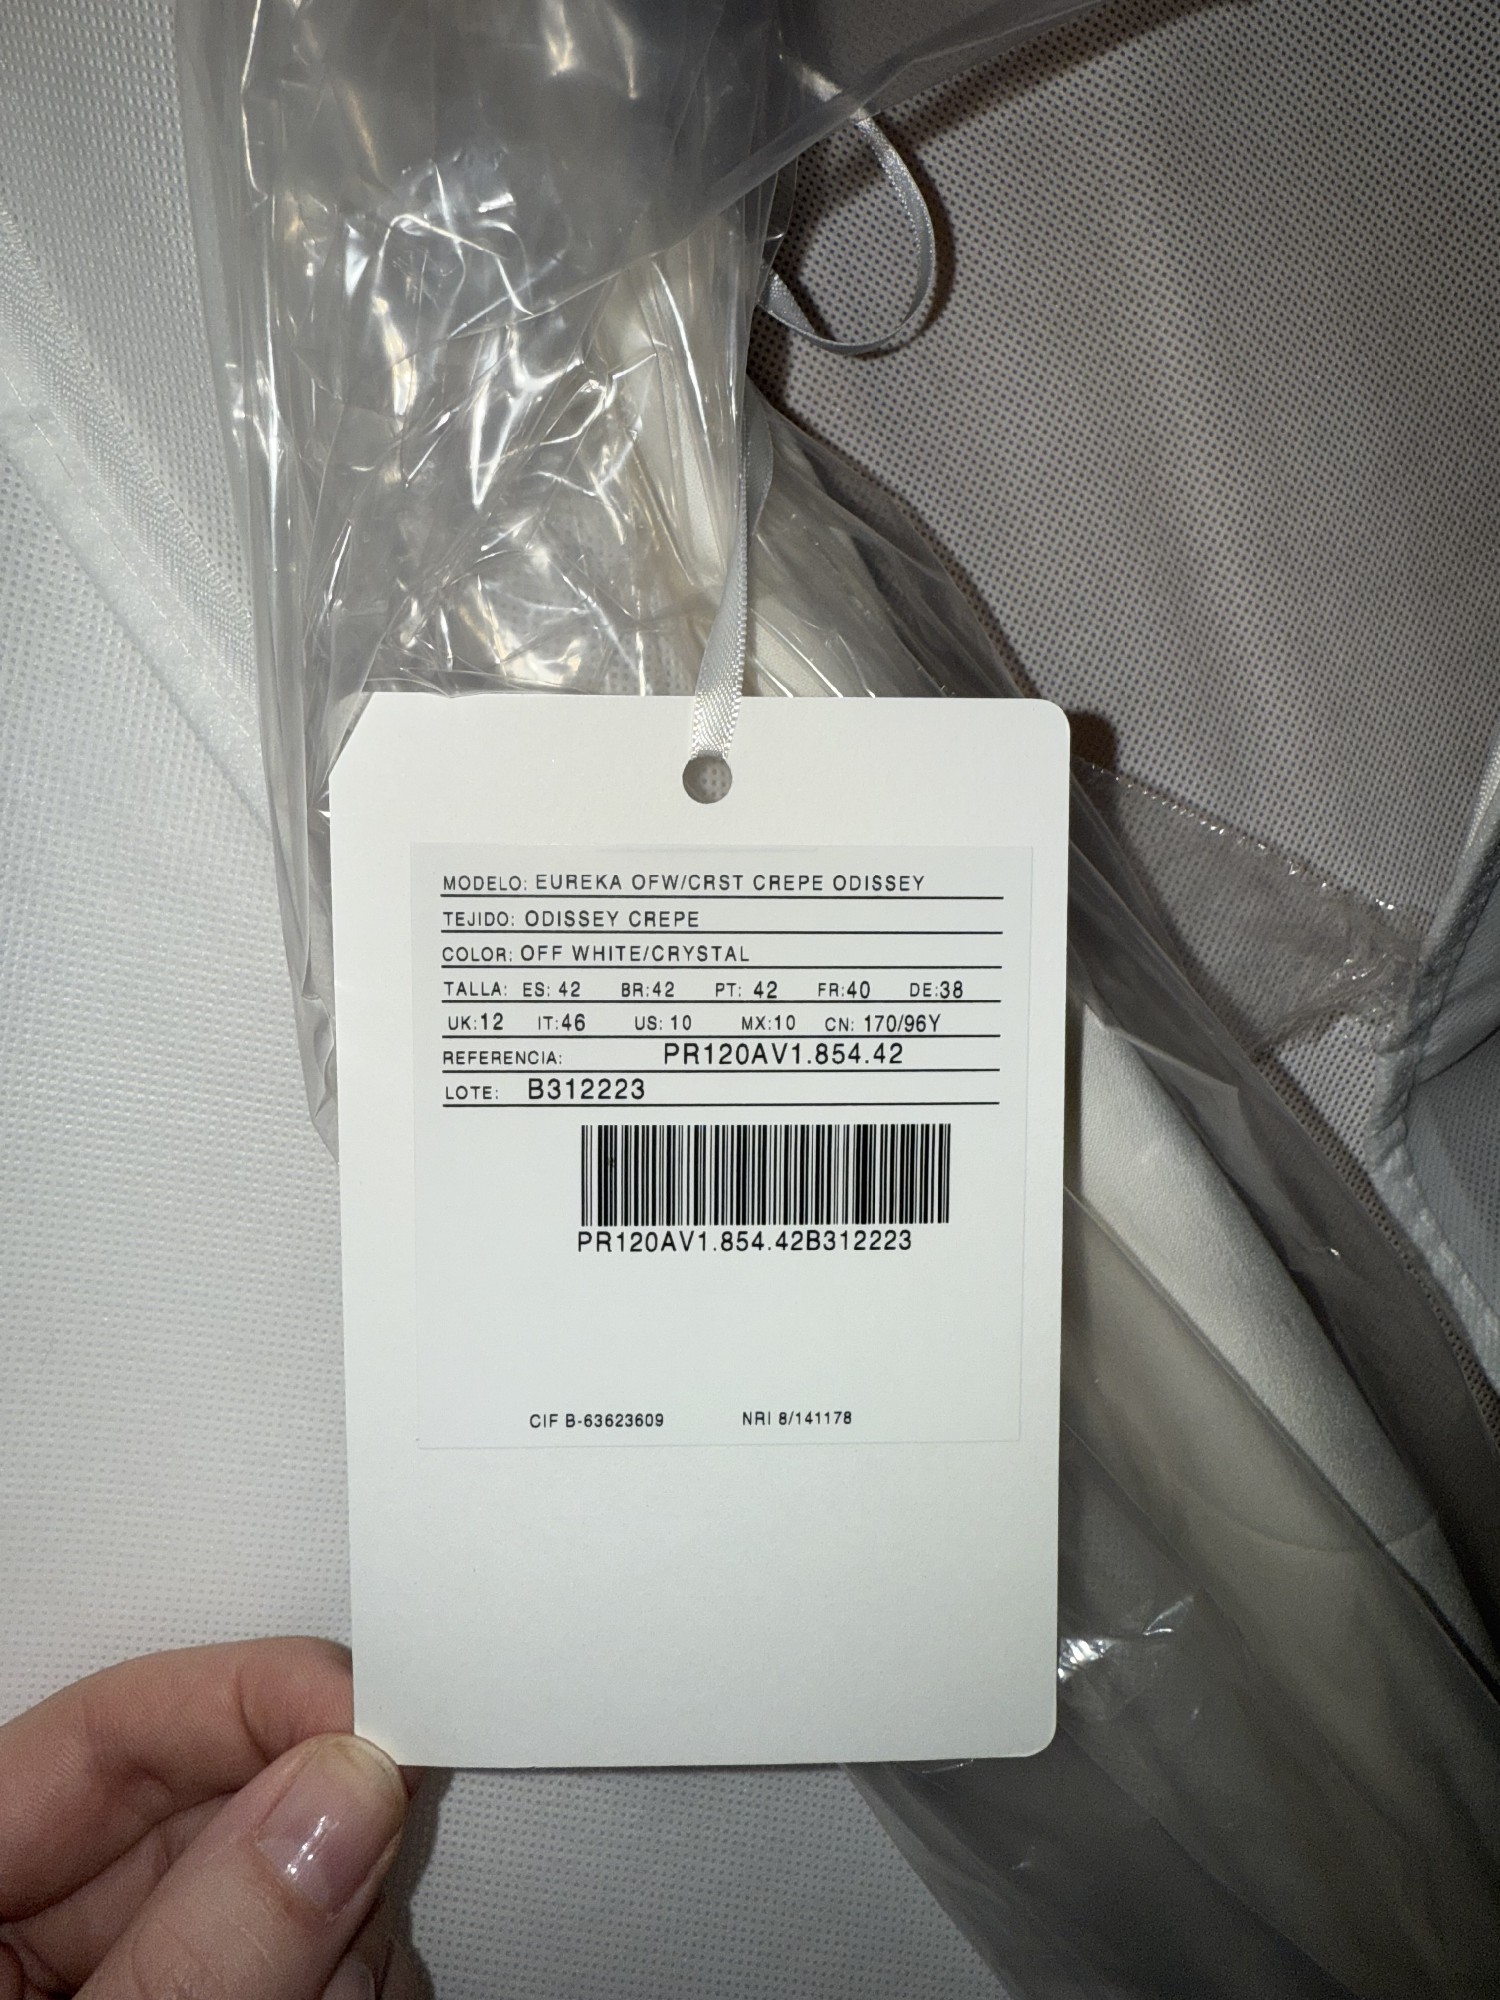 MODELO: EUREKA OFW/CRST CREPE ODISSEY
TEJIDO: ODISSEY CREPE
COLOR: OFF WHITE/CRYSTAL
TALLA: ES: 42 BR:42 PT: 42 FR:40 DE:38
UK:12 IT:46 US: 10 MX:10 CN: 170/96Y
REFERENCIA: PR120AV1.854.42
LOTE: B312223
PR120AV1.854.42B312223
CIF B-63623609 NRI 8/141178